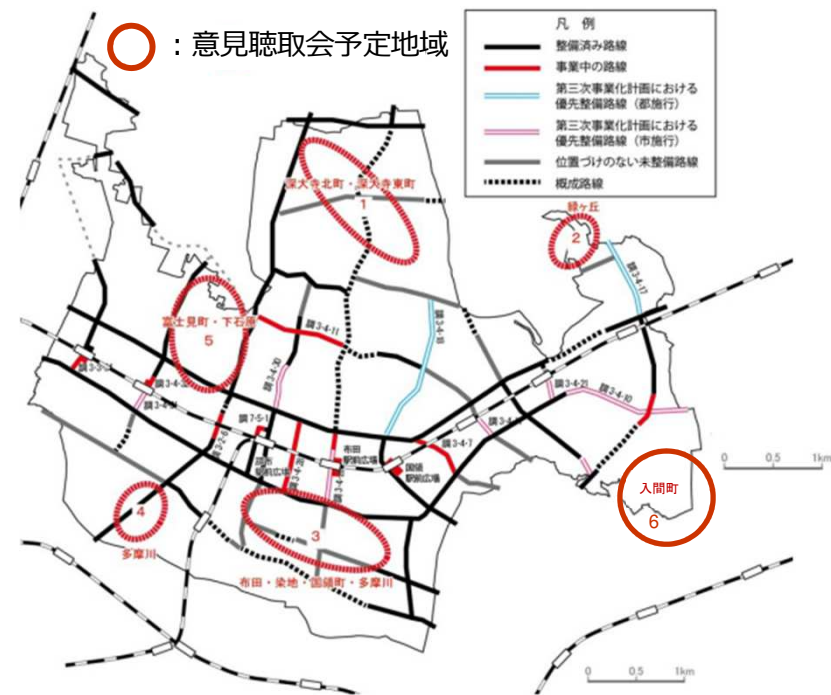 ：意見聴取会予定地域
凡 例
整備済み路線
事業中の路線
第三次事業化計画における
優先整備路線（都施行）
第三次事業化計画における
優先整備路線（市施行）
位置づけのない未整備路線
概成路線
深大寺北町・深大寺東町
1
緑ヶ丘
2
調3-4-17
富士見町・下石原
5
調3-4-11
調3-4-18
調3-4-30
調3-4-21
調3-4-10
調7-5-1
調3-4-7
布田
駅前広場
国領
駅前広場
調布
駅前広場
入間町
6
4
多摩川
3
布田・染地・国領町・多摩川
0 0.5 1km
0 0.5 1km